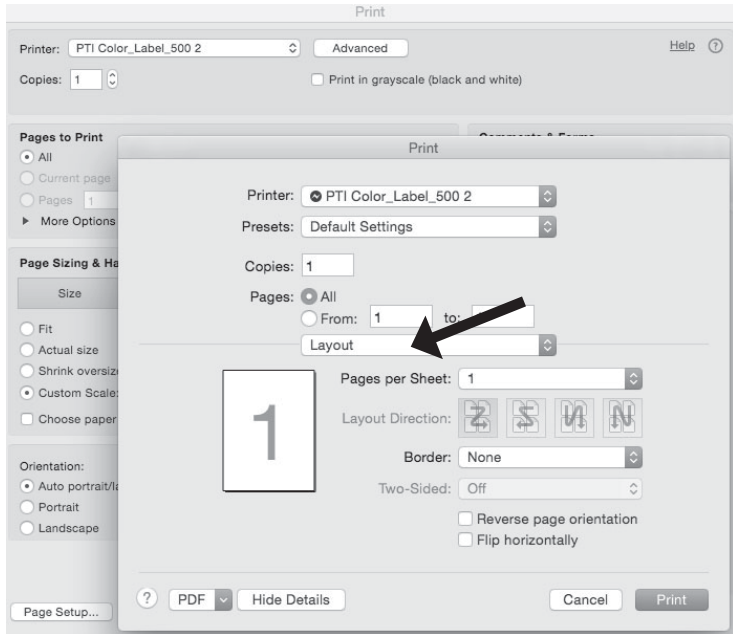 Print
Printer: PTI Color_Label_500 2 Advanced Help ?
Copies: 1 Print in grayscale (black and white)
Pages to Print
All
Current page
Pages 1
More Options
Page Sizing & Ha
Size
Fit
Actual size
Shrink oversiz
Custom Scale:
Choose paper
Orientation:
Auto portrait/la
Portrait
Landscape
Page Setup...
Print
Printer: PTI Color_Label_500 2
Presets: Default Settings
Copies: 1
Pages: All
From: 1 to:
Layout
1
Pages per Sheet: 1
Layout Direction:
Border: None
Two-Sided: Off
Reverse page orientation
Flip horizontally
? PDF Hide Details Cancel Print